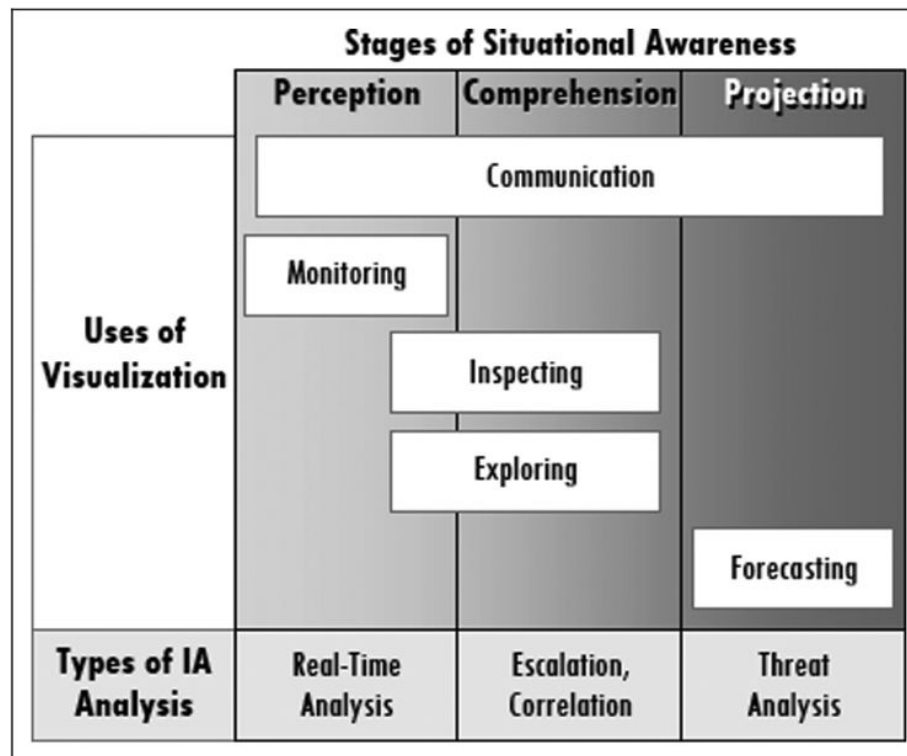 Stages of Situational Awareness
Perception Comprehension Projection
Communication
Monitoring
Uses of
Visualization
Inspecting
Exploring
Forecasting
Types of IA
Analysis
Real-Time
Analysis
Escalation,
Correlation
Threat
Analysis